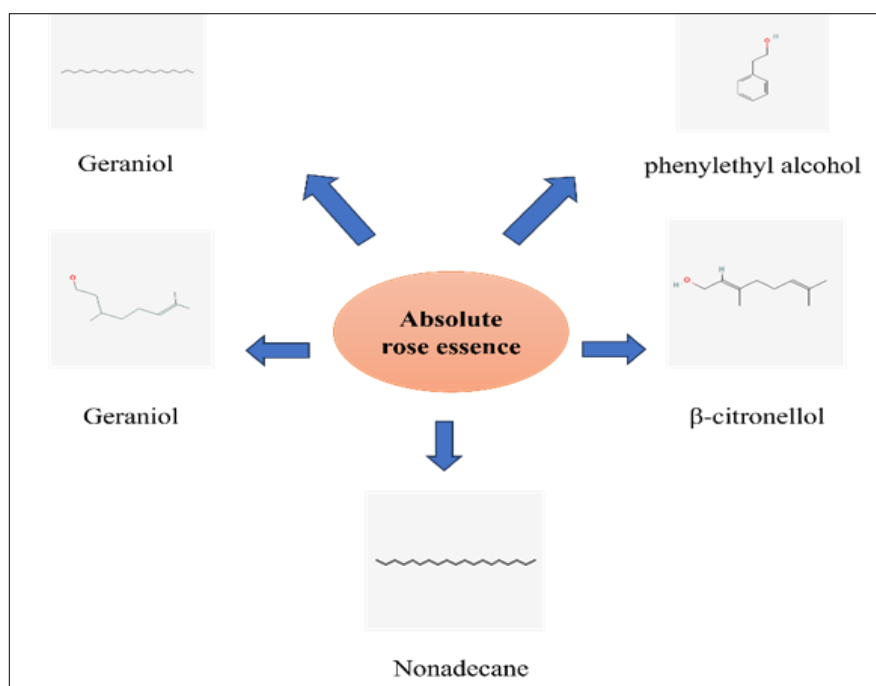 Geraniol
phenylethyl alcohol
Geraniol
Absolute
rose essence
β-citronellol
Nonadecane
O
H
O
H
O
H